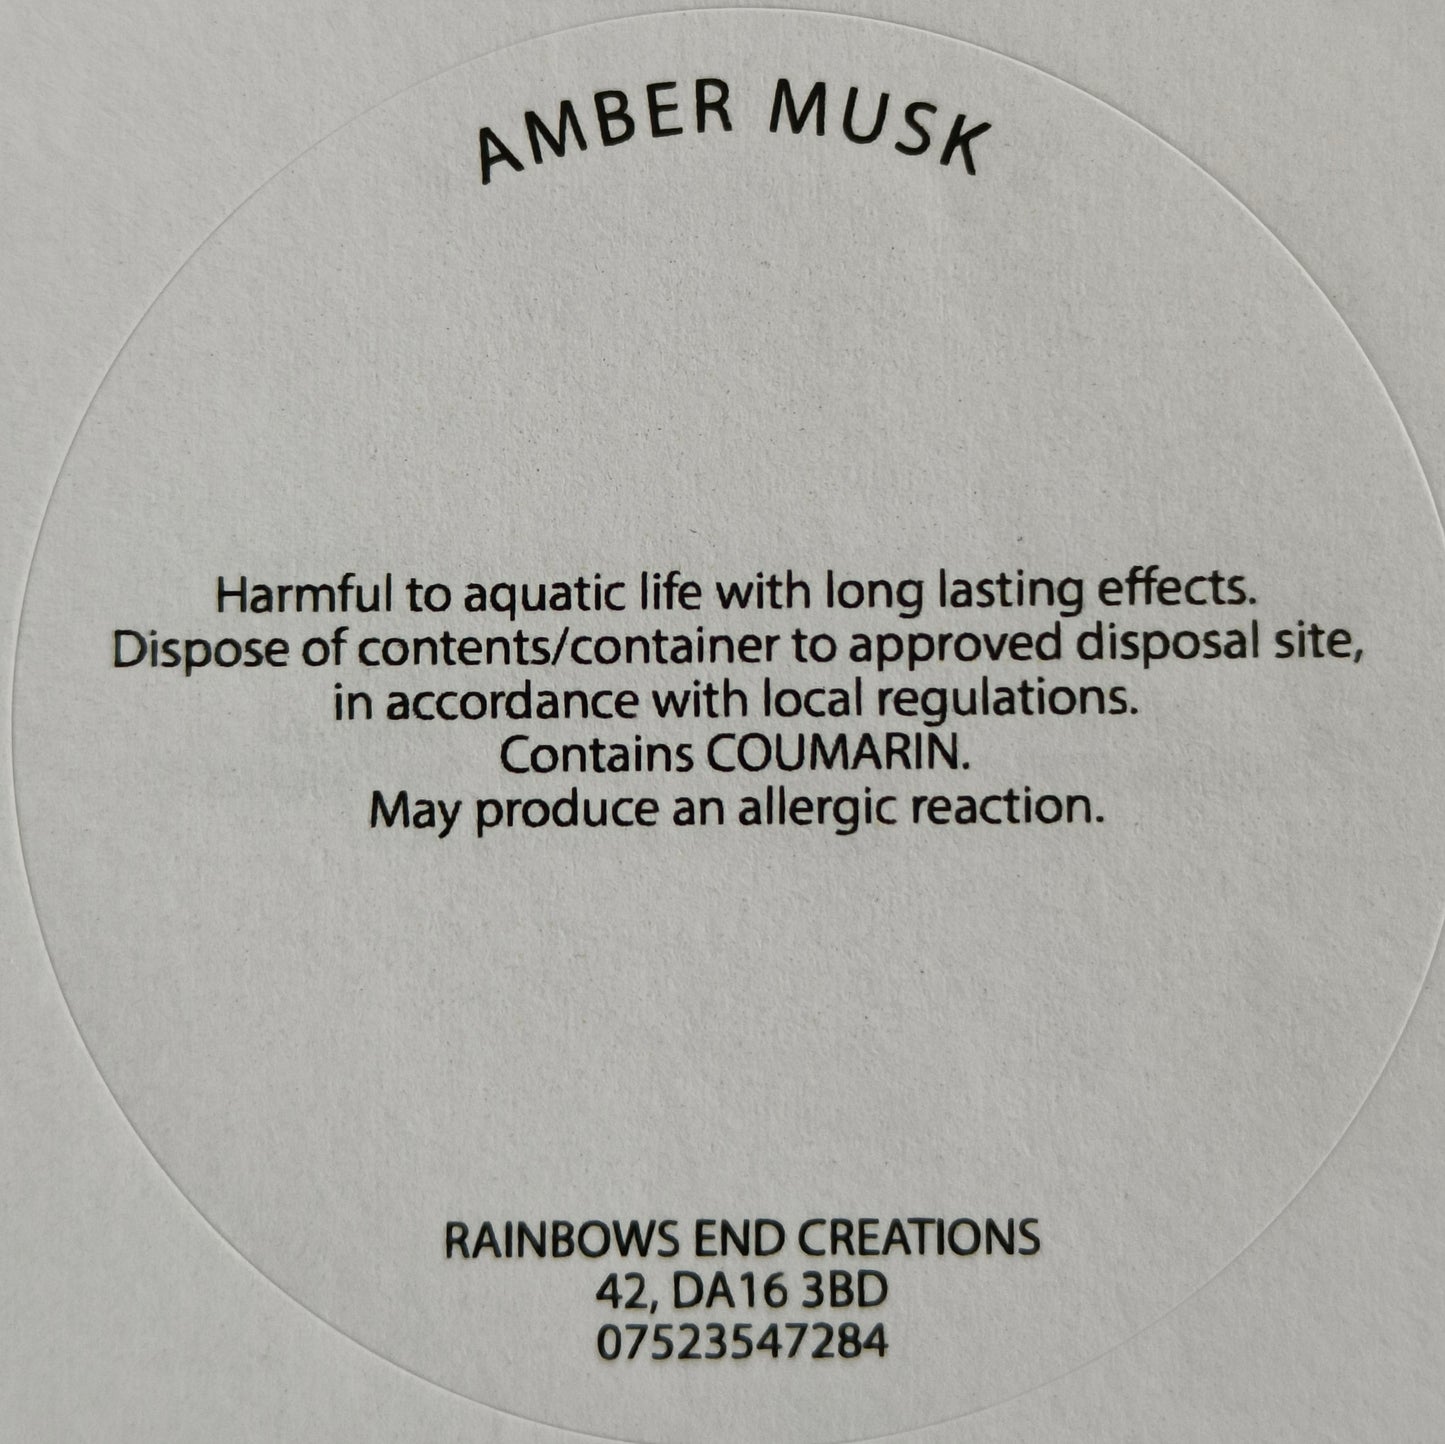 AMBER MUSK
Harmful to aquatic life with long lasting effects.
Dispose of contents/container to approved disposal site,
in accordance with local regulations.
Contains COUMARIN.
May produce an allergic reaction.
RAINBOWS END CREATIONS
42, DA16 3BD
07523547284